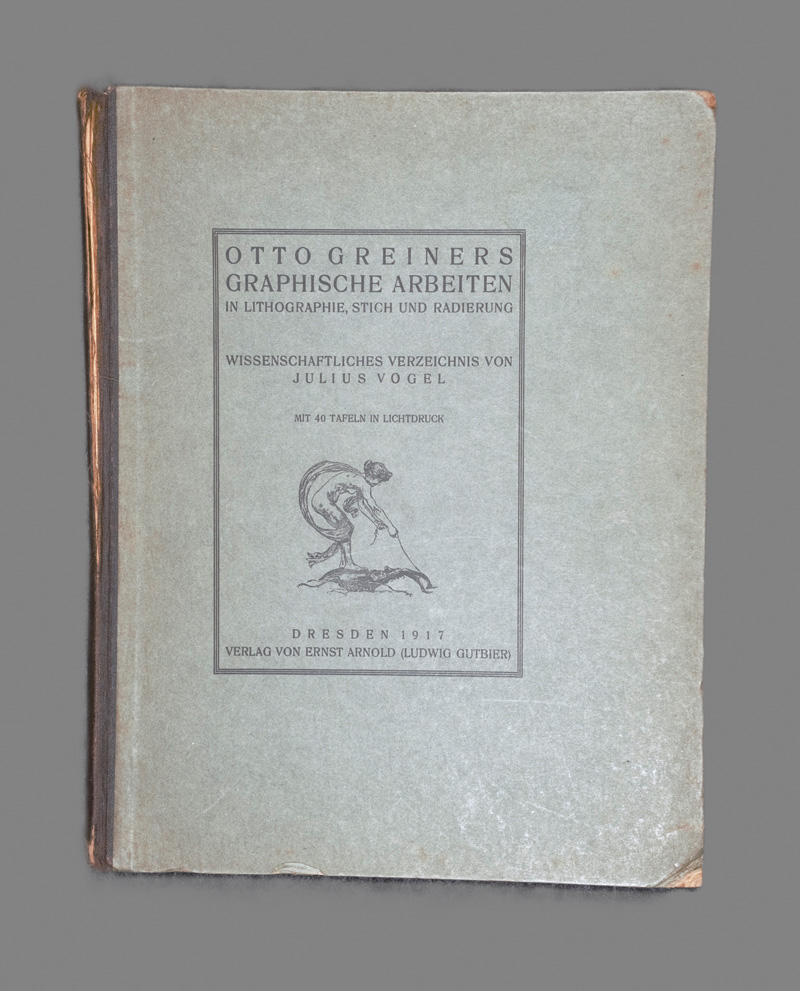 OTTO GREINERS
GRAPHISCHE ARBEITEN
IN LITHOGRAPHIE, STICH UND RADIERUNG
WISSENSCHAFTLICHES VERZEICHNIS VON
JULIUS VOGEL
MIT 40 TAFELN IN LICHTDRUCK
DRESDEN 1917
VERLAG VON ERNST ARNOLD (LUDWIG GUTBIER)